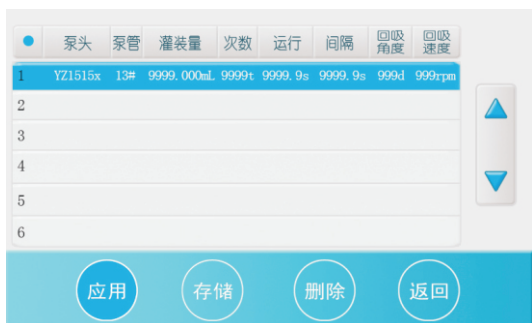 泵头 泵管 灌装量 次数 运行 间隔 回吸角度 回吸速度
1 YZ1515x 13# 9999.000mL 9999t 9999.9s 9999.9s 999d 999rpm
2
3
4
5
6
应用 存储 删除 返回